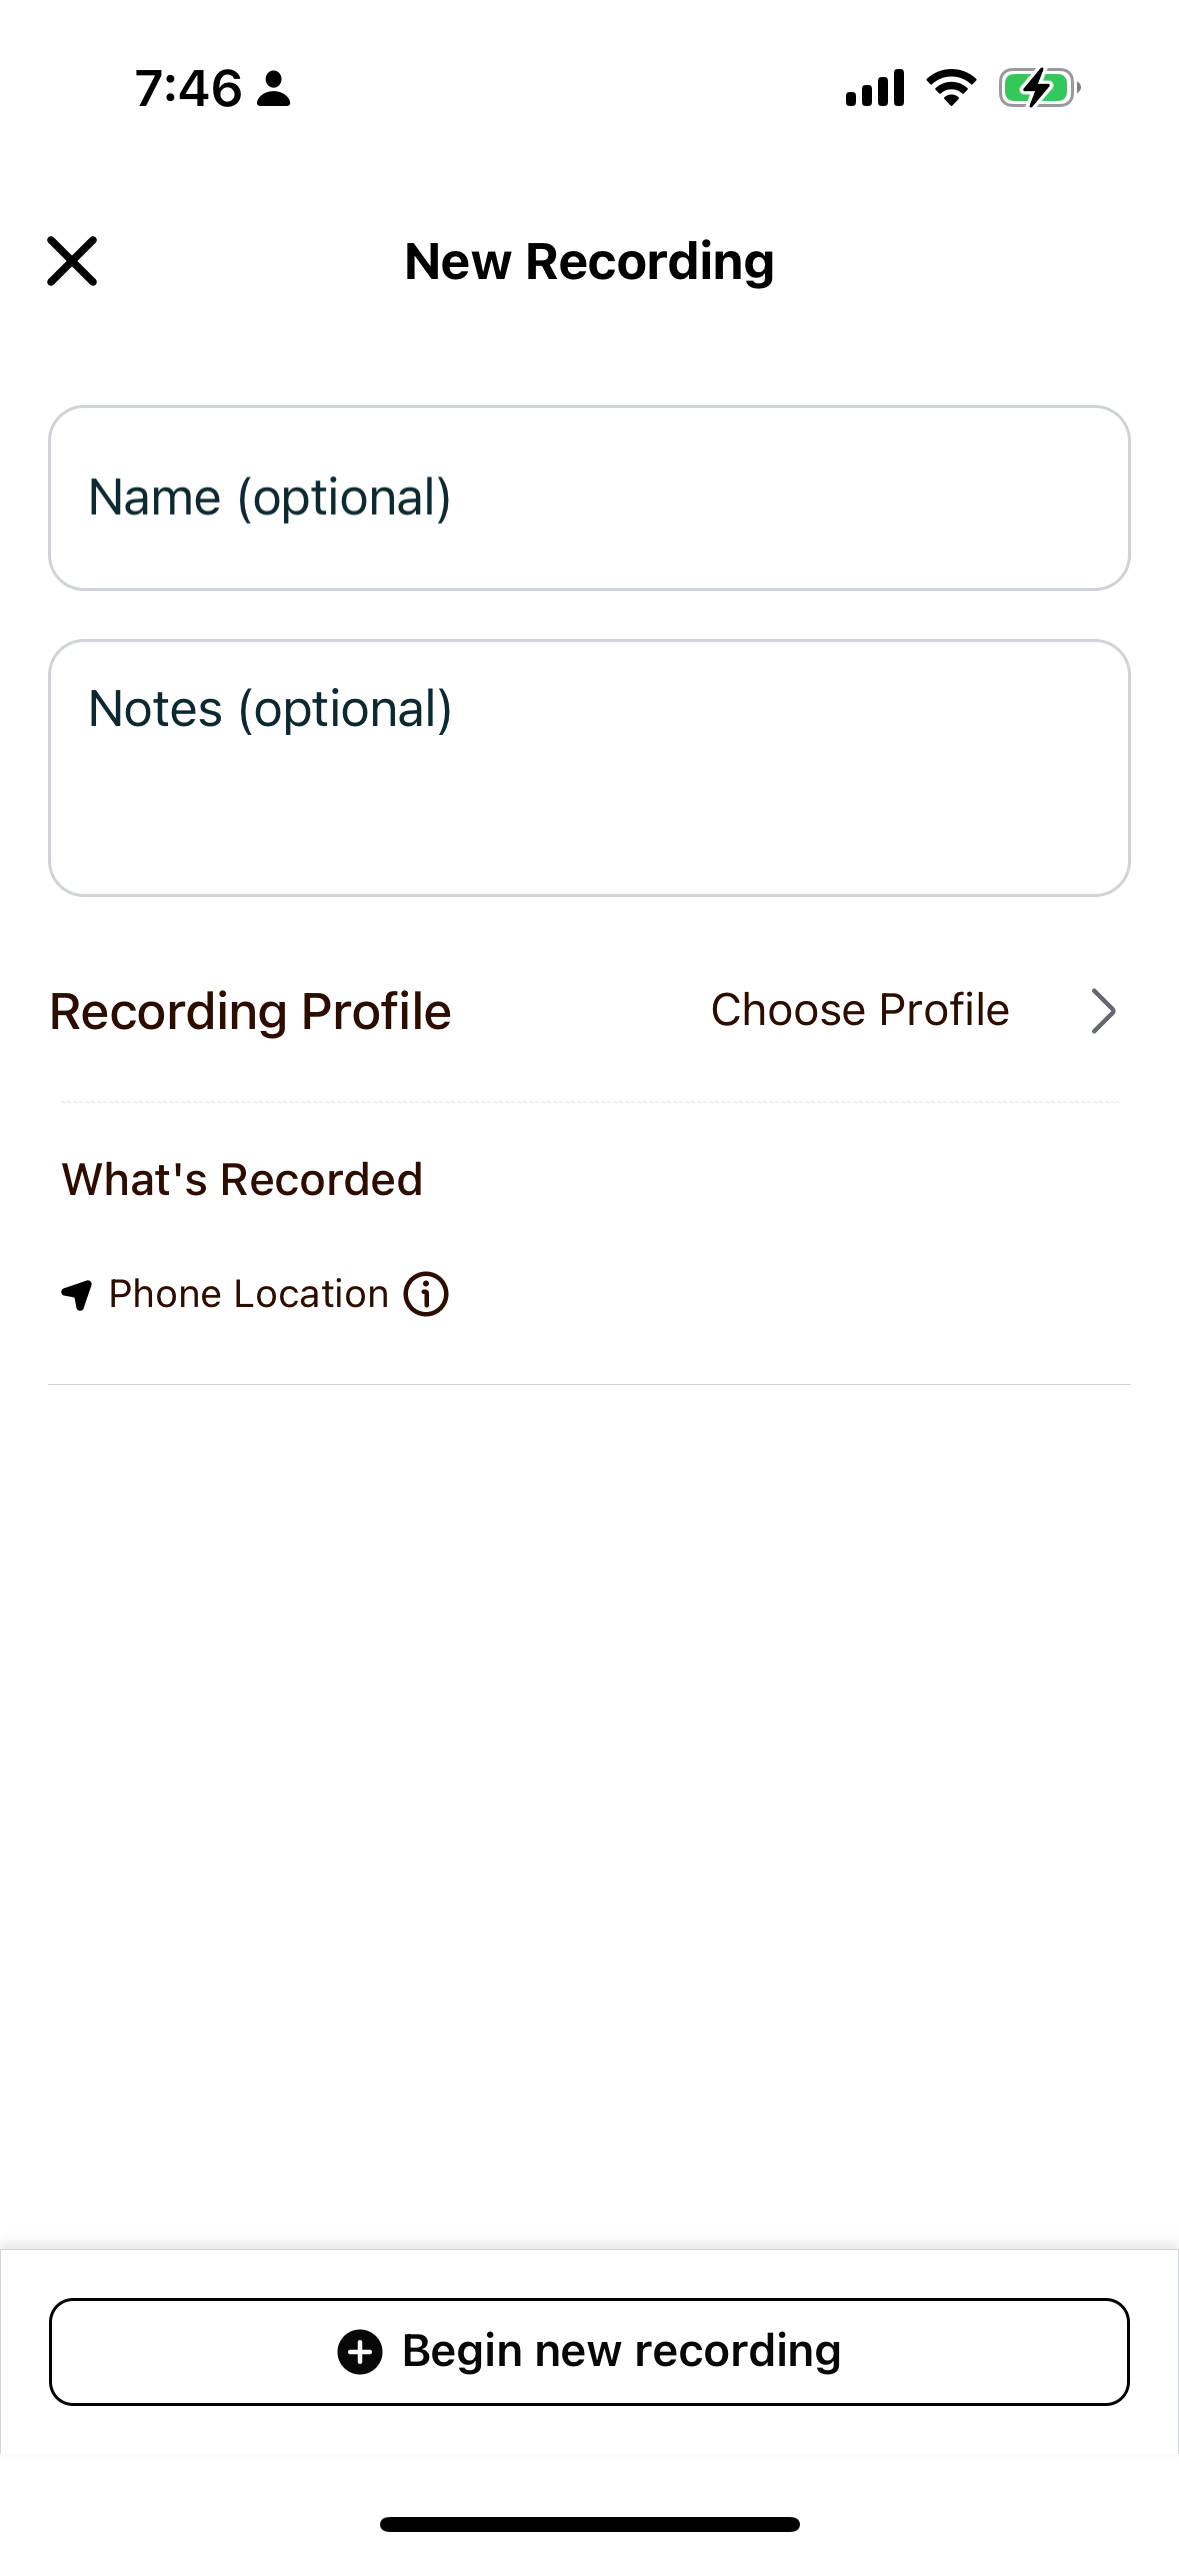 7:46
New Recording
Name (optional)
Notes (optional)
Recording Profile
Choose Profile
What's Recorded
Phone Location
Begin new recording